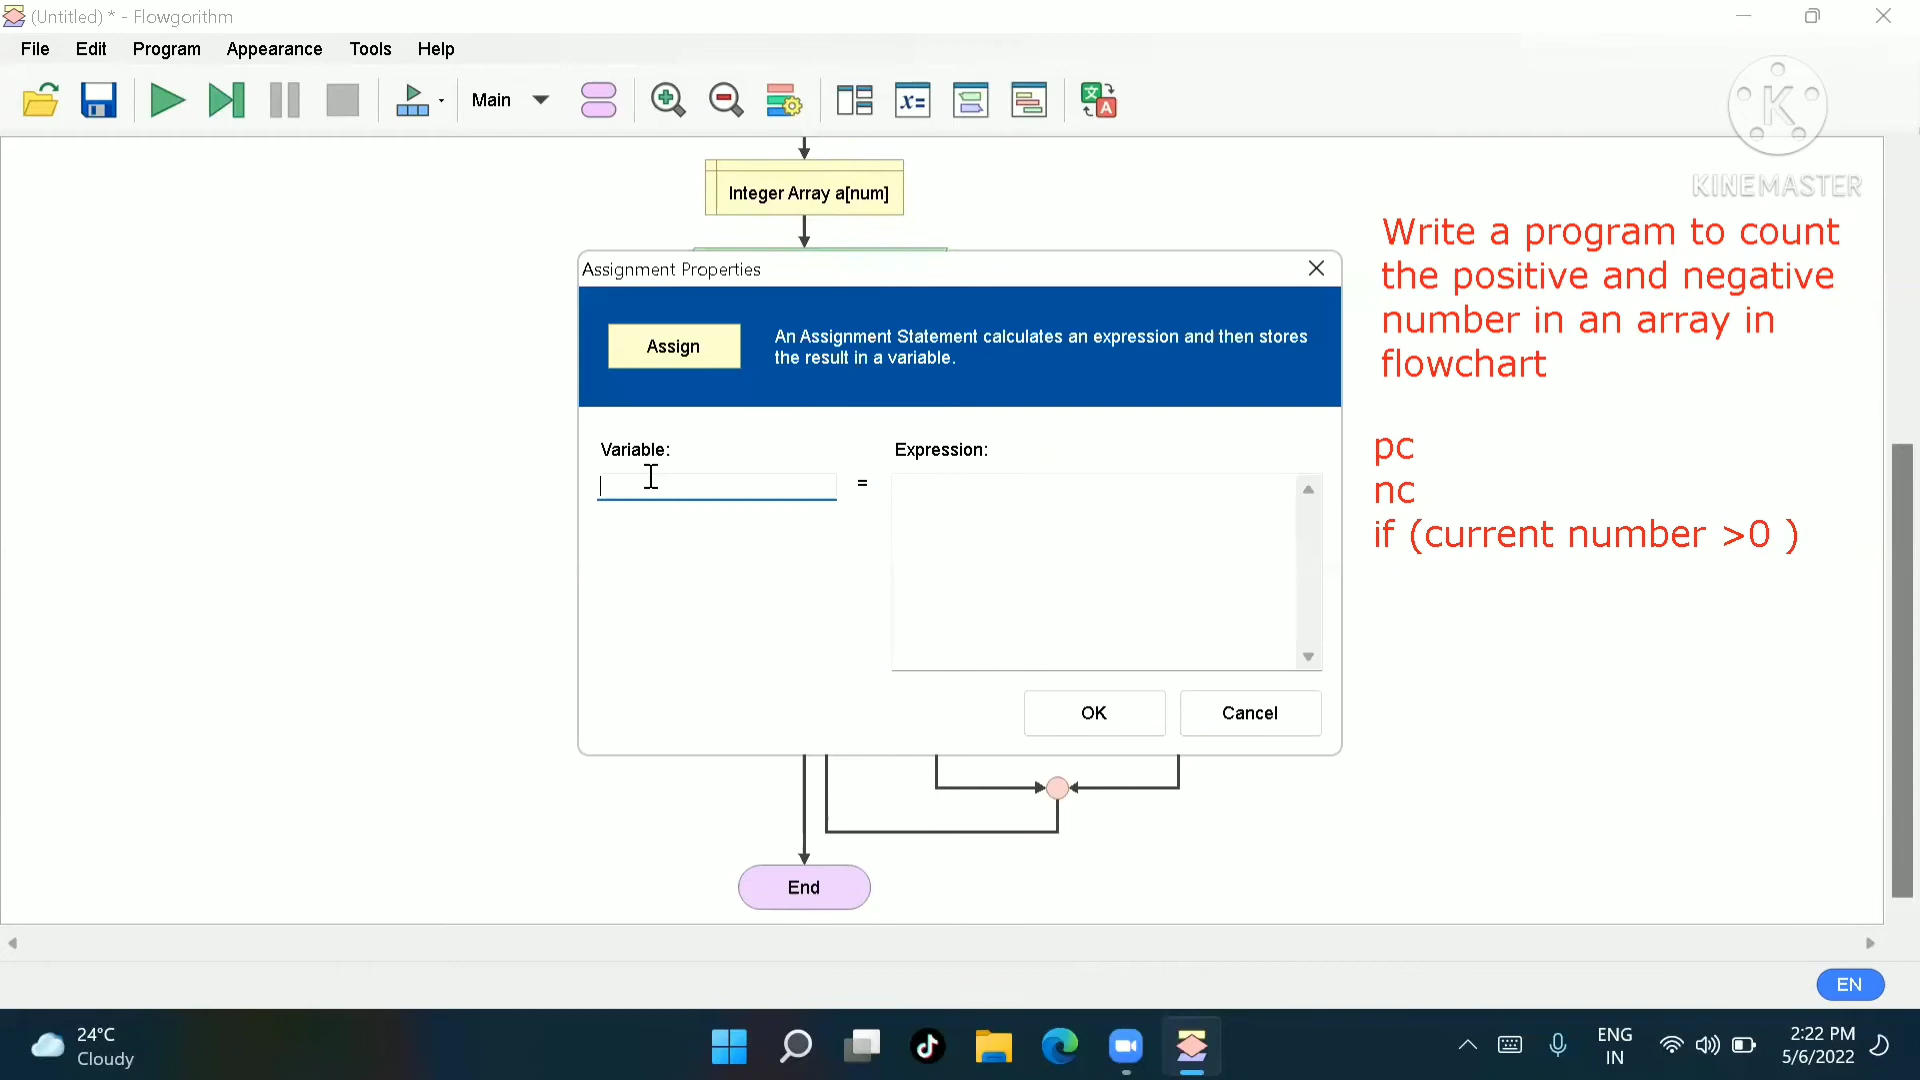 (Untitled) * - Flowgorithm
File Edit Program Appearance Tools Help
Main
x=
A
K
KINEMASTER
Integer Array a[num]
Write a program to count
the positive and negative
number in an array in
flowchart
pc
nc
if (current number >0 )
Assignment Properties
Assign
An Assignment Statement calculates an expression and then stores
the result in a variable.
Variable:
=
Expression:
OK
Cancel
End
EN
24°C
Cloudy
ENG
IN
2:22 PM
5/6/2022